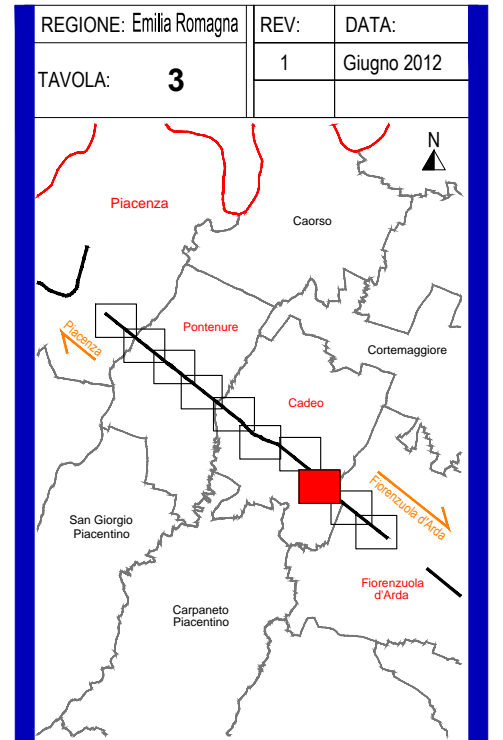 REGIONE: Emilia Romagna
REV:
DATA:
TAVOLA: 3
1
Giugno 2012
N
Piacenza
Caorso
Piacenza
Pontenure
Cortemaggiore
Cadeo
Fiorenzuola d'Arda
San Giorgio
Piacentino
Fiorenzuola
d'Arda
Carpaneto
Piacentino